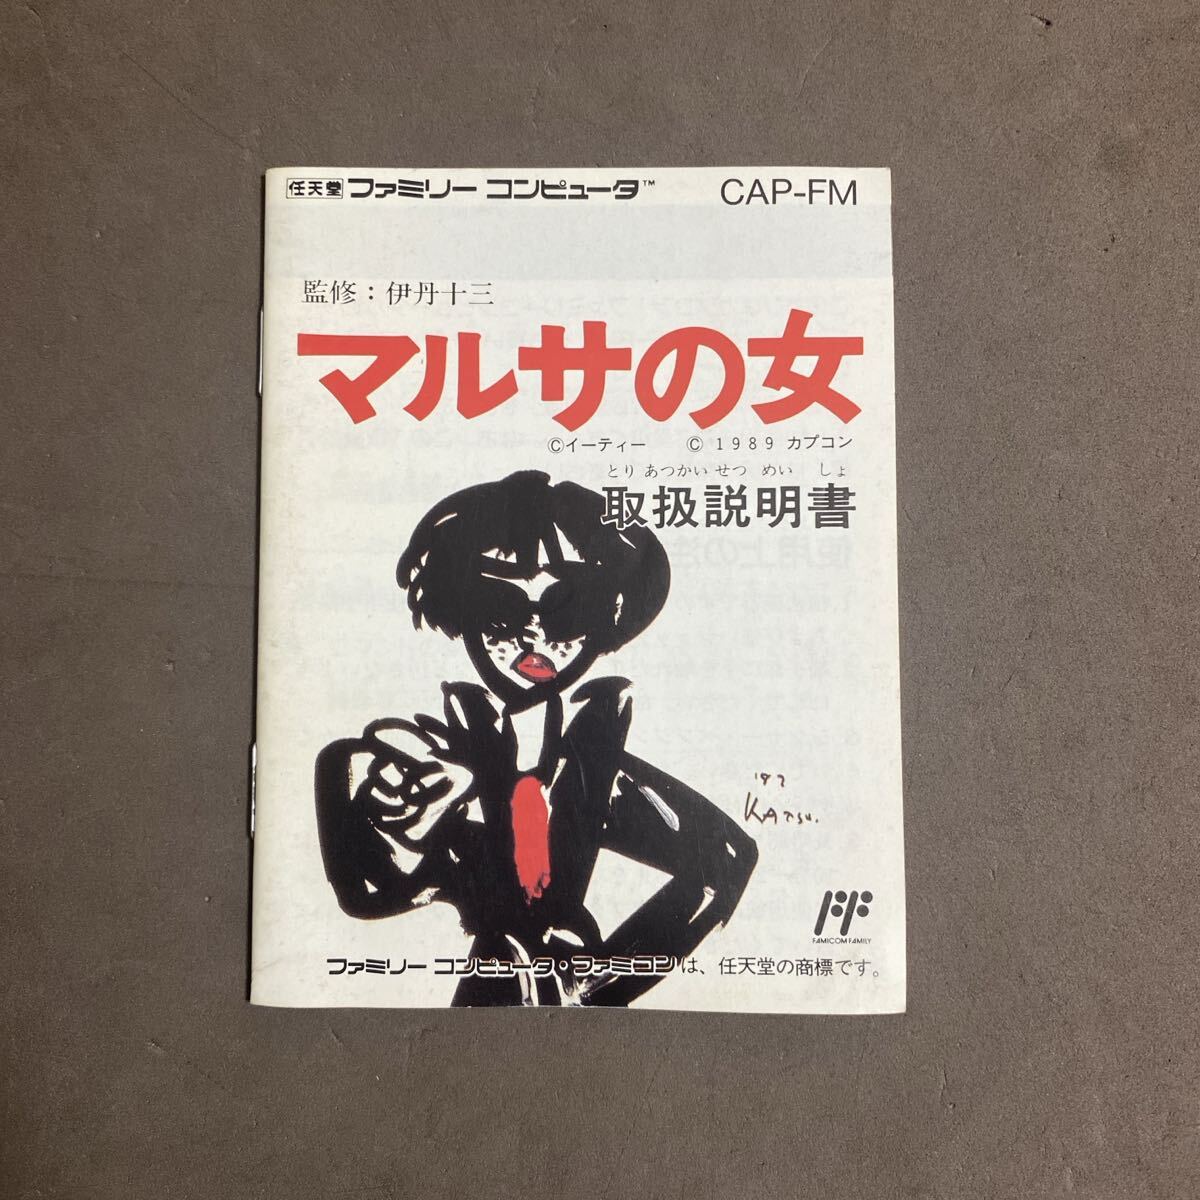 任天堂 ファミリー コンピュータ™ CAP-FM
監修：伊丹十三
マルサの女
©イーティー © 1989 カプコン
とり あつかい せつ めい しょ
取扱説明書
'87
KATSU.
FAMICOM FAMILY
ファミリー コンピュータ・ファミコンは、任天堂の商標です。